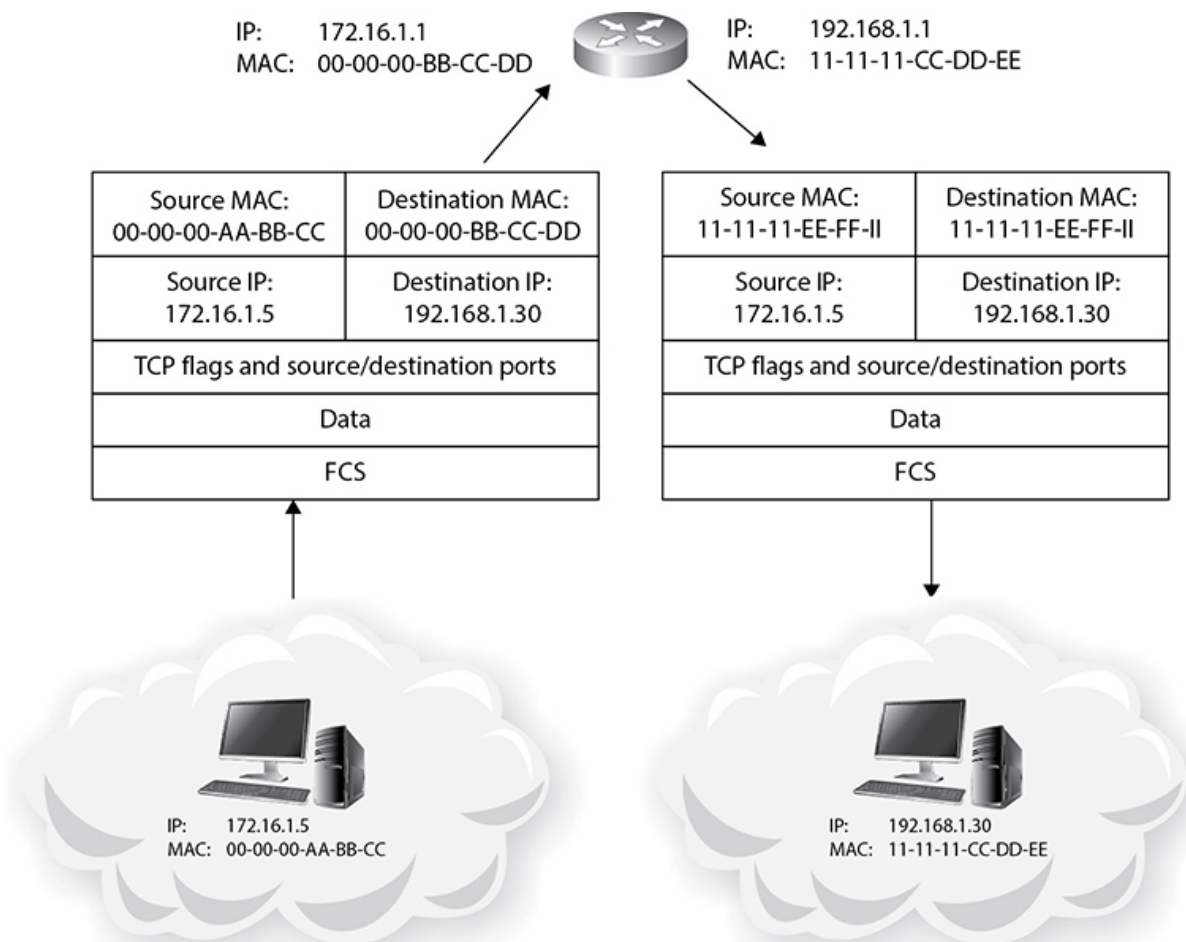 IP: 172.16.1.1
MAC: 00-00-00-BB-CC-DD
IP: 192.168.1.1
MAC: 11-11-11-CC-DD-EE
Source MAC:
00-00-00-AA-BB-CC
Destination MAC:
00-00-00-BB-CC-DD
Source IP:
172.16.1.5
Destination IP:
192.168.1.30
TCP flags and source/destination ports
Data
FCS
Source MAC:
11-11-11-EE-FF-II
Destination MAC:
11-11-11-EE-FF-II
Source IP:
172.16.1.5
Destination IP:
192.168.1.30
TCP flags and source/destination ports
Data
FCS
IP: 172.16.1.5
MAC: 00-00-00-AA-BB-CC
IP: 192.168.1.30
MAC: 11-11-11-CC-DD-EE